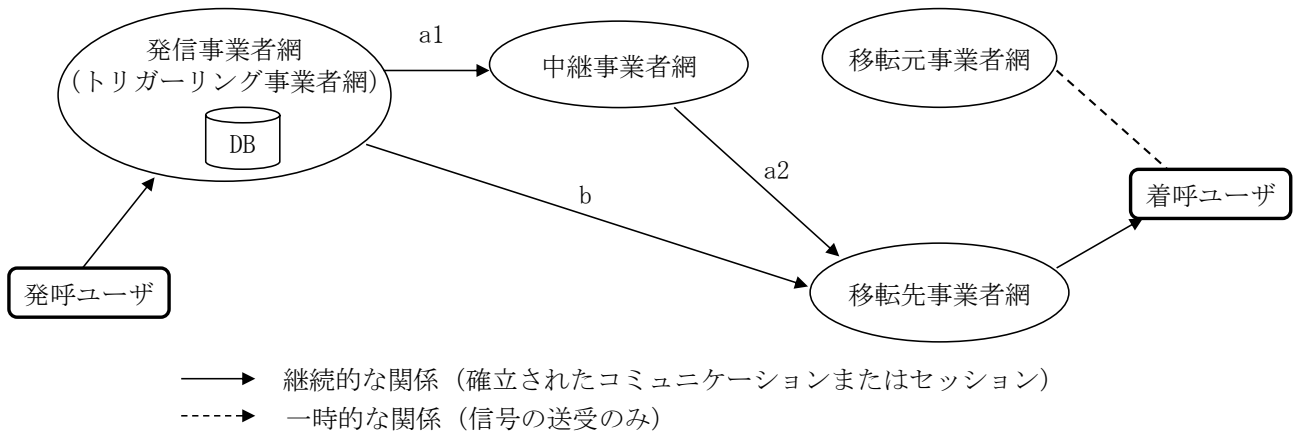 発信事業者網
(トリガーリング事業者網)
DB
a1
中継事業者網
移転元事業者網
a2
b
着呼ユーザ
発呼ユーザ
移転先事業者網
継続的な関係（確立されたコミュニケーションまたはセッション）
一時的な関係（信号の送受のみ）